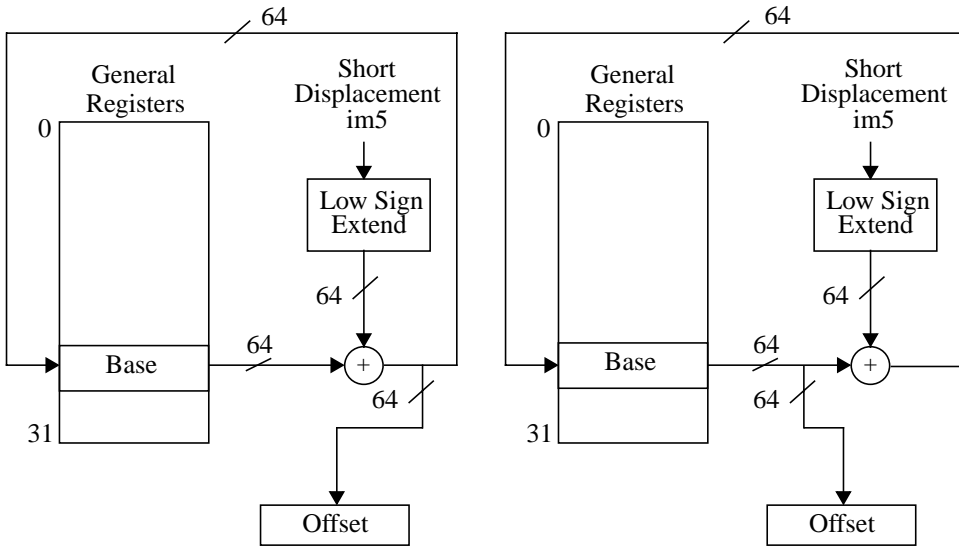 64
General
Registers
Short
Displacement
im5
0
Low Sign
Extend
64
Base
64
+
64
31
Offset
64
General
Registers
Short
Displacement
im5
0
Low Sign
Extend
64
Base
64
+
64
31
Offset